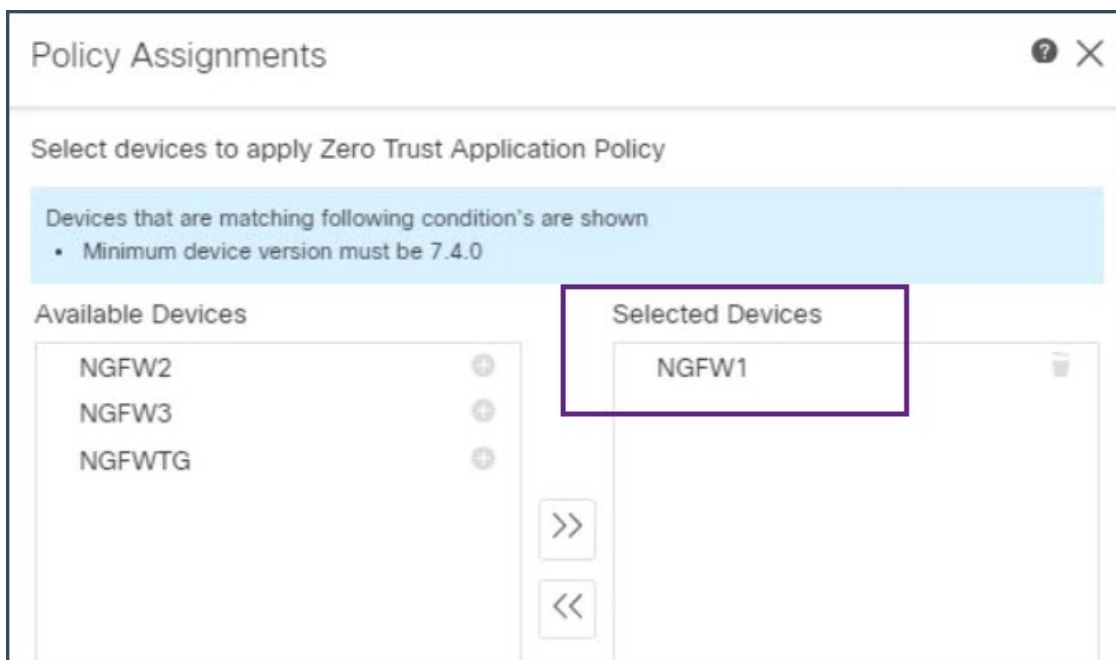 Policy Assignments
Select devices to apply Zero Trust Application Policy
Devices that are matching following condition's are shown
• Minimum device version must be 7.4.0
Available Devices
NGFW2
NGFW3
NGFWTG
Selected Devices
NGFW1